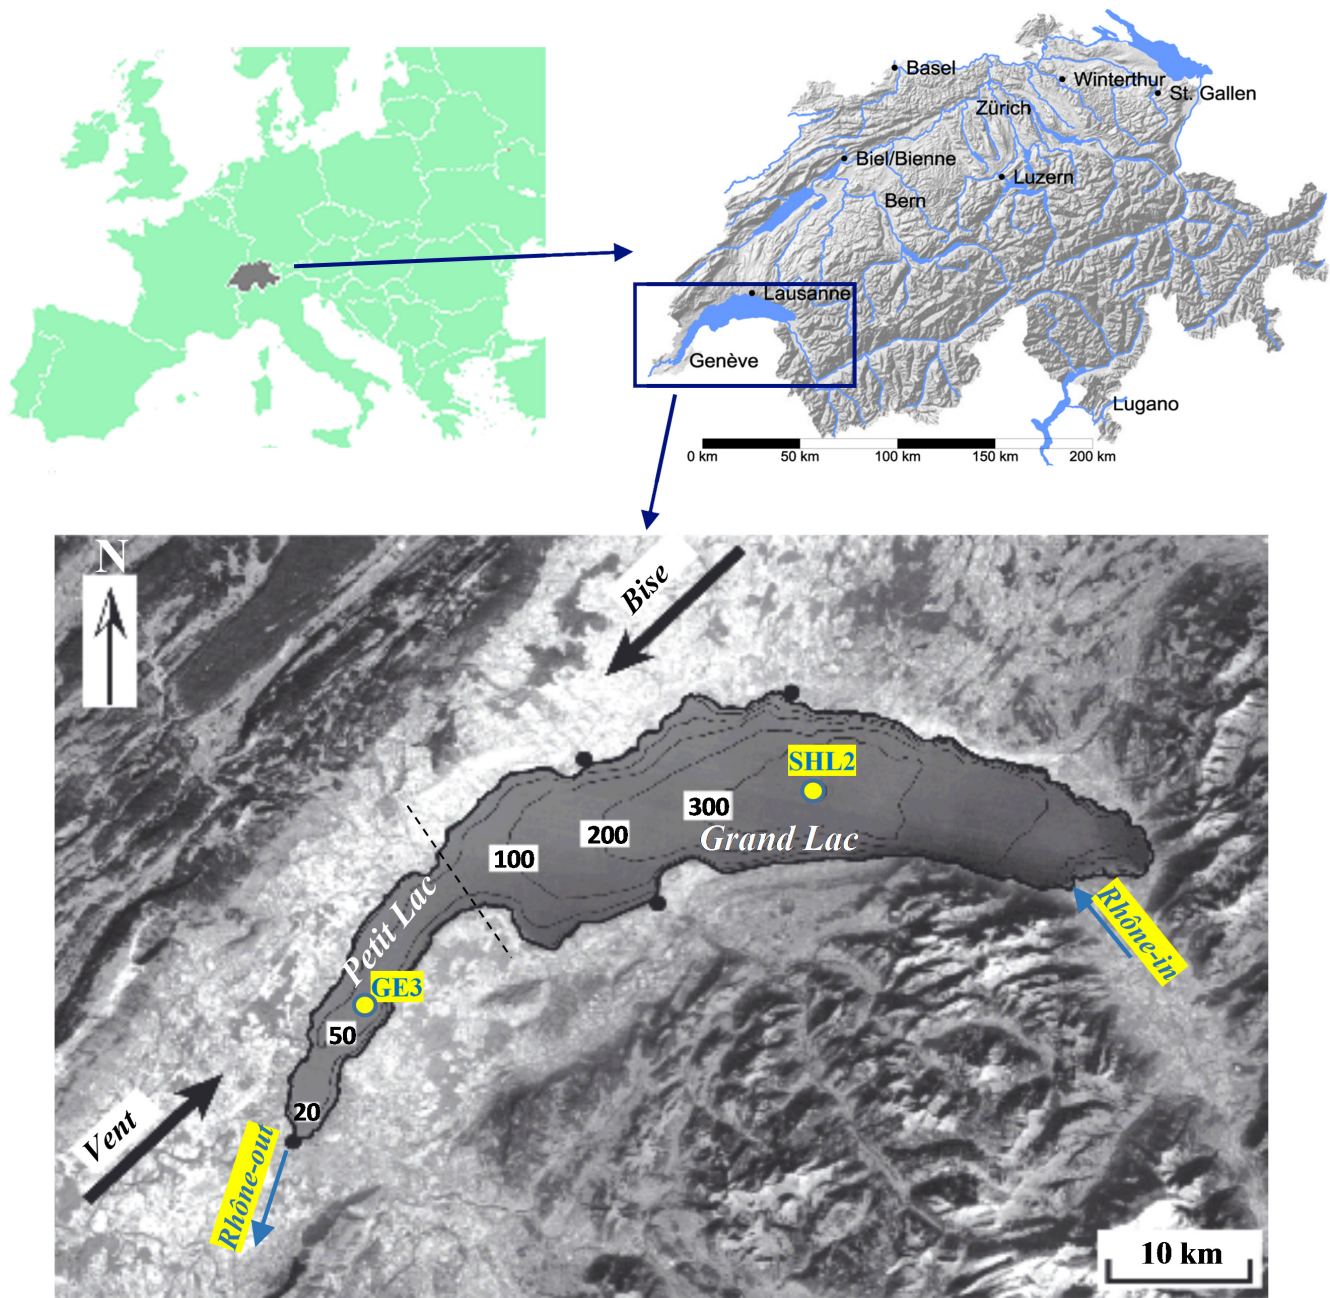 Basel
Winterthur
St. Gallen
Zürich
Biel/Bienne
Luzern
Bern
Lausanne
Genève
Lugano
0 km 50 km 100 km 150 km 200 km
N
Bise
SHL2
300
200
Grand Lac
100
Petit Lac
Rhône-in
GE3
50
20
Vent
Rhône-out
10 km